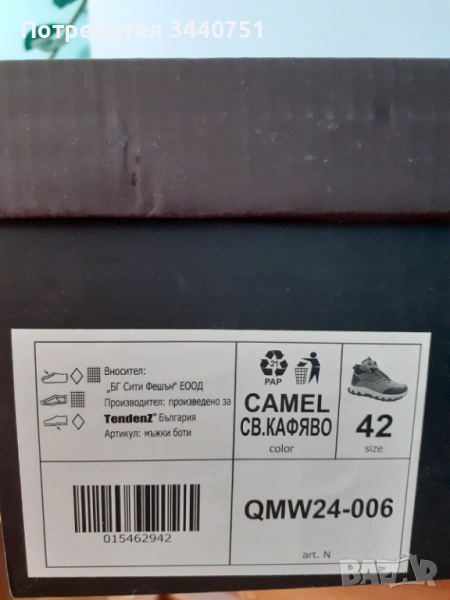 Потребител 3440751
Вносител:
„БГ Сити Фешън" ЕООД
Производител: произведено за
TendenZ® България
Артикул: мъжки боти
21
PAP
CAMEL
СВ.КАФЯВО
color
42
size
015462942
QMW24-006
art. N
BAZAR